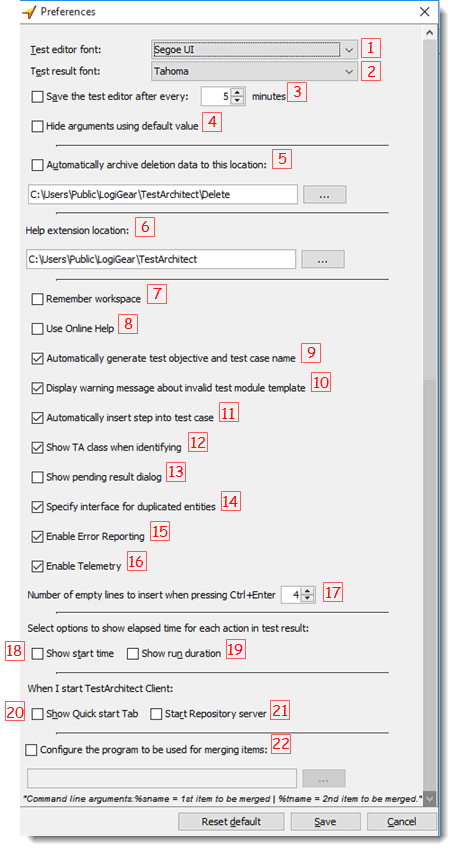 Preferences
Test editor font: Segoe UI 1
Test result font: Tahoma 2
Save the test editor after every: 5 minutes 3
Hide arguments using default value 4
Automatically archive deletion data to this location: 5
C:\Users\Public\LogiGear\TestArchitect\Delete ...
Help extension location: 6
C:\Users\Public\LogiGear\TestArchitect ...
Remember workspace 7
Use Online Help 8
Automatically generate test objective and test case name 9
Display warning message about invalid test module template 10
Automatically insert step into test case 11
Show TA class when identifying 12
Show pending result dialog 13
Specify interface for duplicated entities 14
Enable Error Reporting 15
Enable Telemetry 16
Number of empty lines to insert when pressing Ctrl+Enter 4 17
Select options to show elapsed time for each action in test result:
18 Show start time Show run duration 19
When I start TestArchitect Client:
20 Show Quick start Tab Start Repository server 21
Configure the program to be used for merging items: 22
...
"Command line arguments:%sname = 1st item to be merged | %tname = 2nd item to be merged."
Reset default Save Cancel